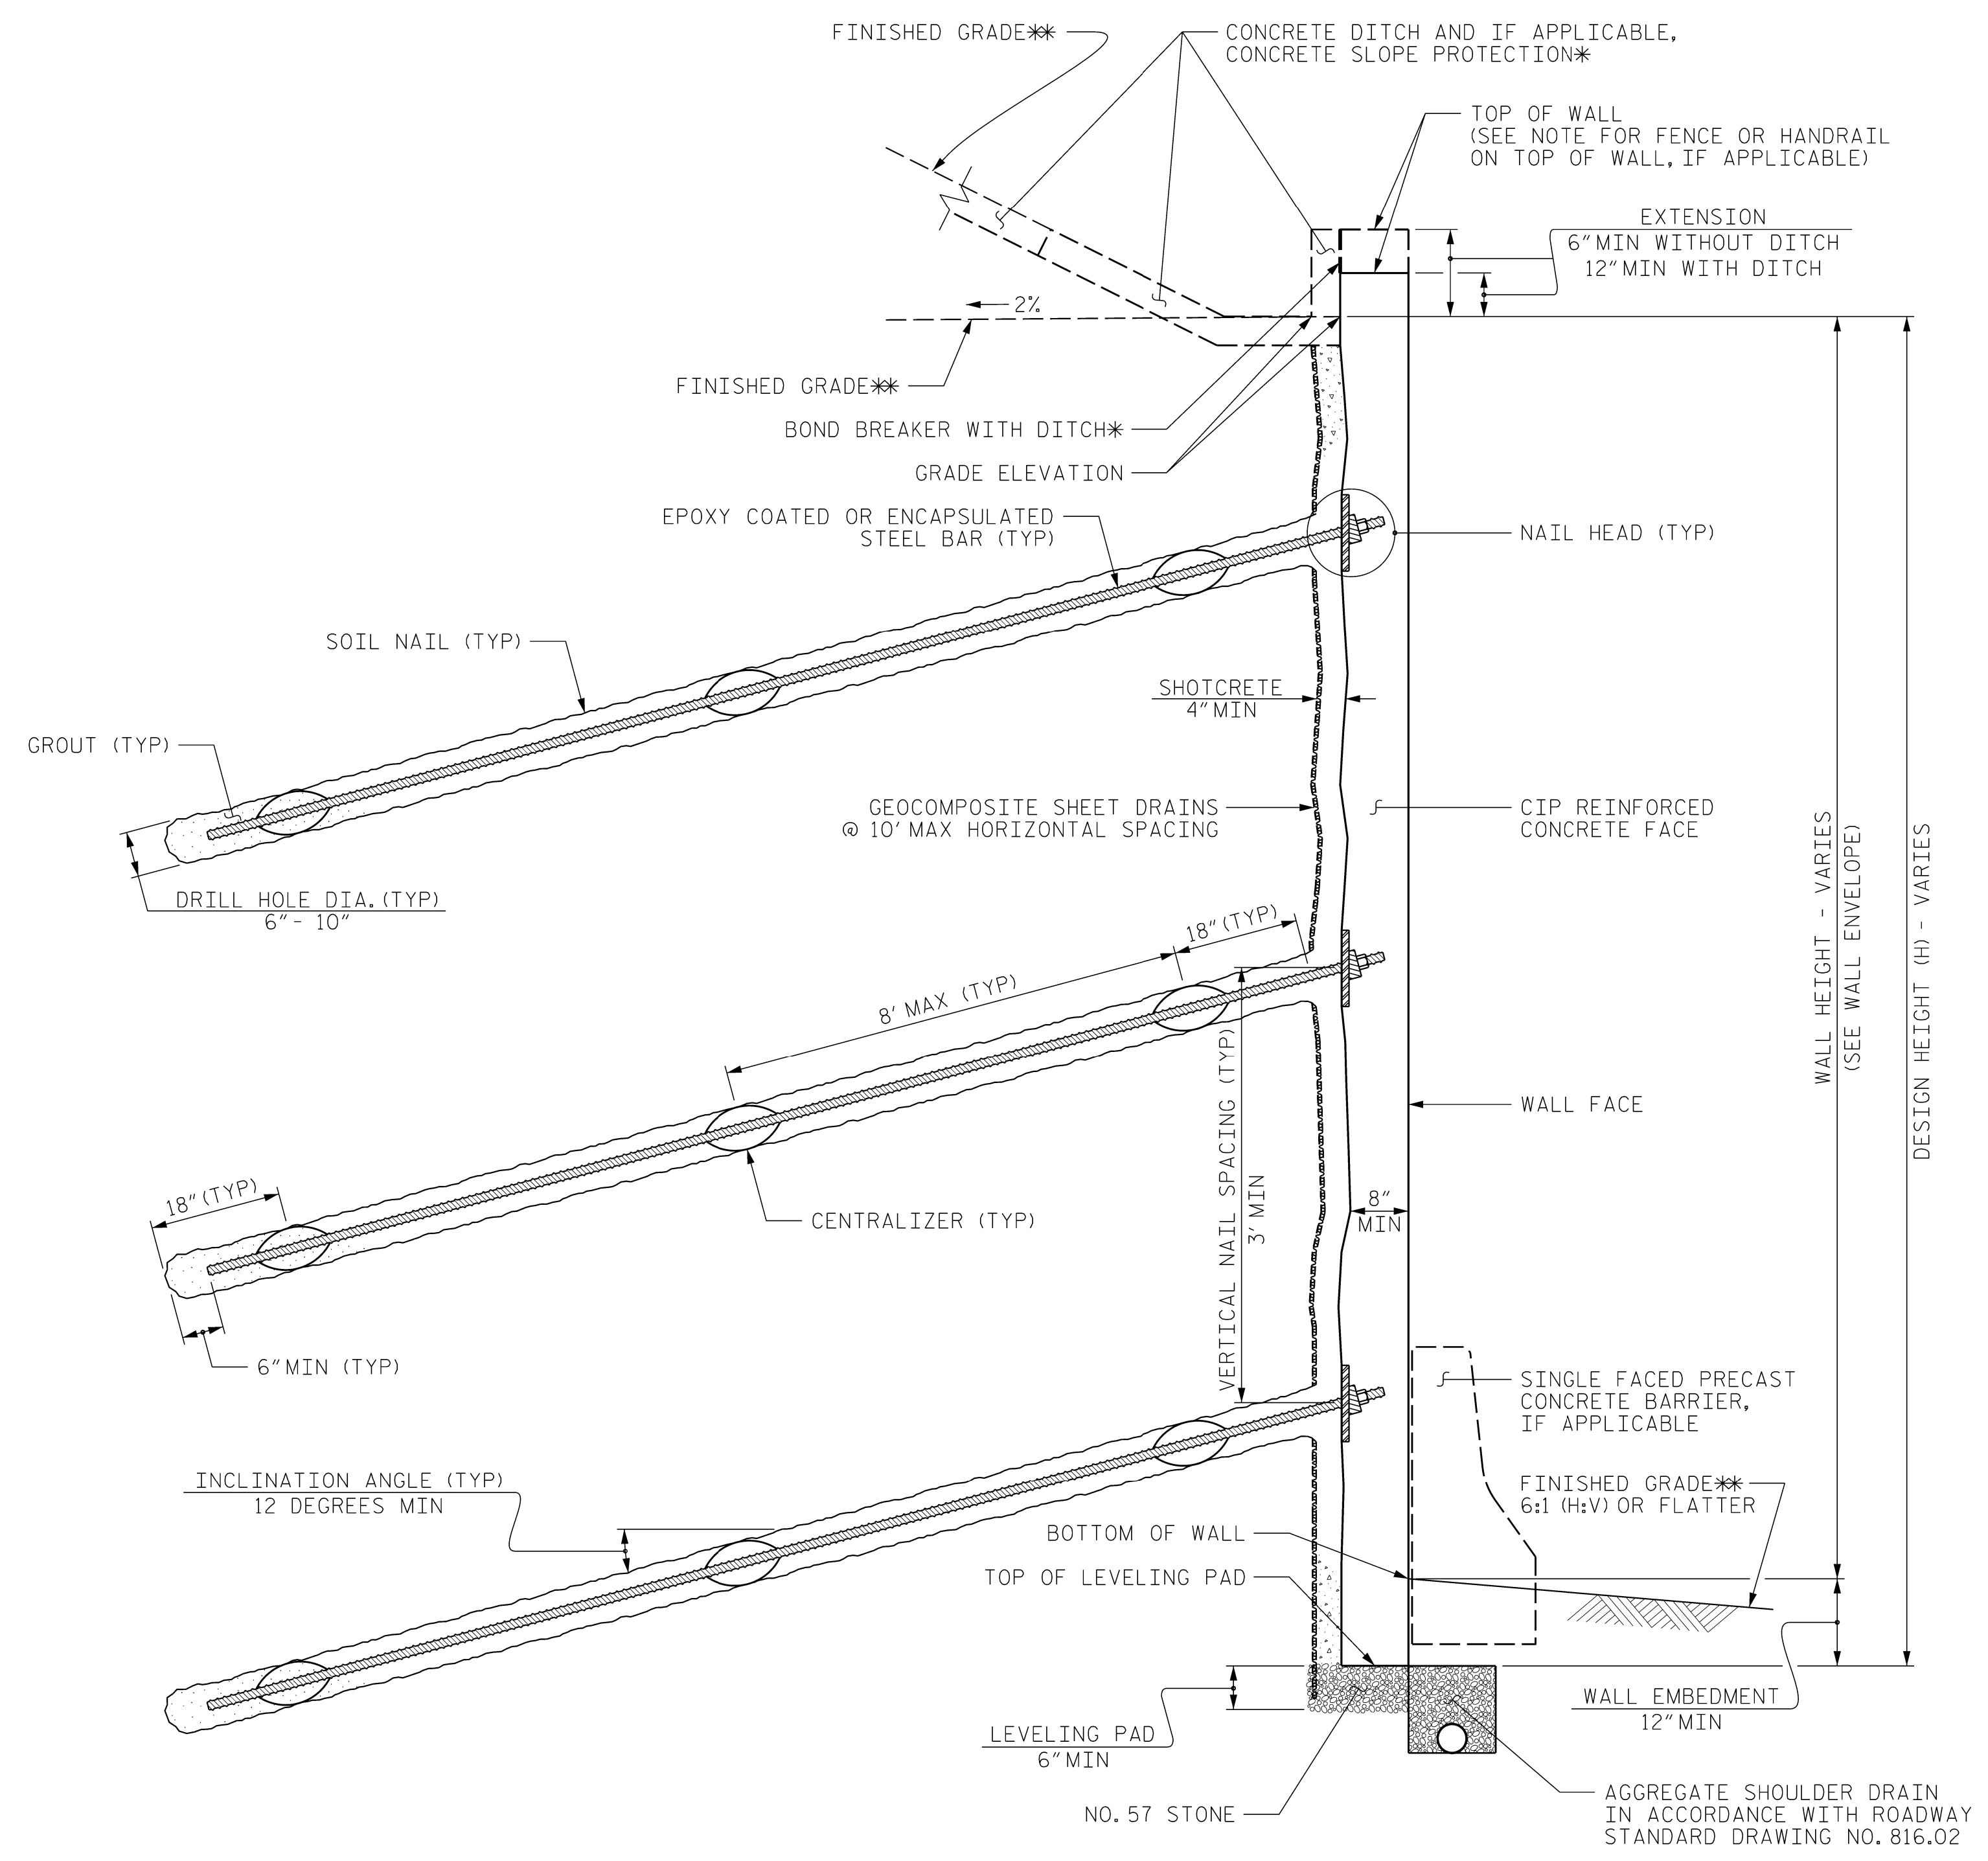 FINISHED GRADE**
CONCRETE DITCH AND IF APPLICABLE,
CONCRETE SLOPE PROTECTION*
TOP OF WALL
(SEE NOTE FOR FENCE OR HANDRAIL
ON TOP OF WALL, IF APPLICABLE)
EXTENSION
6" MIN WITHOUT DITCH
12" MIN WITH DITCH
2%
FINISHED GRADE**
BOND BREAKER WITH DITCH*
GRADE ELEVATION
EPOXY COATED OR ENCAPSULATED
STEEL BAR (TYP)
NAIL HEAD (TYP)
SOIL NAIL (TYP)
SHOTCRETE
4" MIN
GROUT (TYP)
GEOCOMPOSITE SHEET DRAINS
@ 10' MAX HORIZONTAL SPACING
CIP REINFORCED
CONCRETE FACE
DRILL HOLE DIA. (TYP)
6" - 10"
WALL HEIGHT - VARIES
(SEE WALL ENVELOPE)
DESIGN HEIGHT (H) - VARIES
18" (TYP)
8' MAX (TYP)
VERTICAL NAIL SPACING (TYP)
3' MIN
WALL FACE
18" (TYP)
CENTRALIZER (TYP)
8"
MIN
6" MIN (TYP)
SINGLE FACED PRECAST
CONCRETE BARRIER,
IF APPLICABLE
INCLINATION ANGLE (TYP)
12 DEGREES MIN
FINISHED GRADE**
6:1 (H:V) OR FLATTER
BOTTOM OF WALL
TOP OF LEVELING PAD
WALL EMBEDMENT
12" MIN
LEVELING PAD
6" MIN
NO. 57 STONE
AGGREGATE SHOULDER DRAIN
IN ACCORDANCE WITH ROADWAY
STANDARD DRAWING NO. 816.02